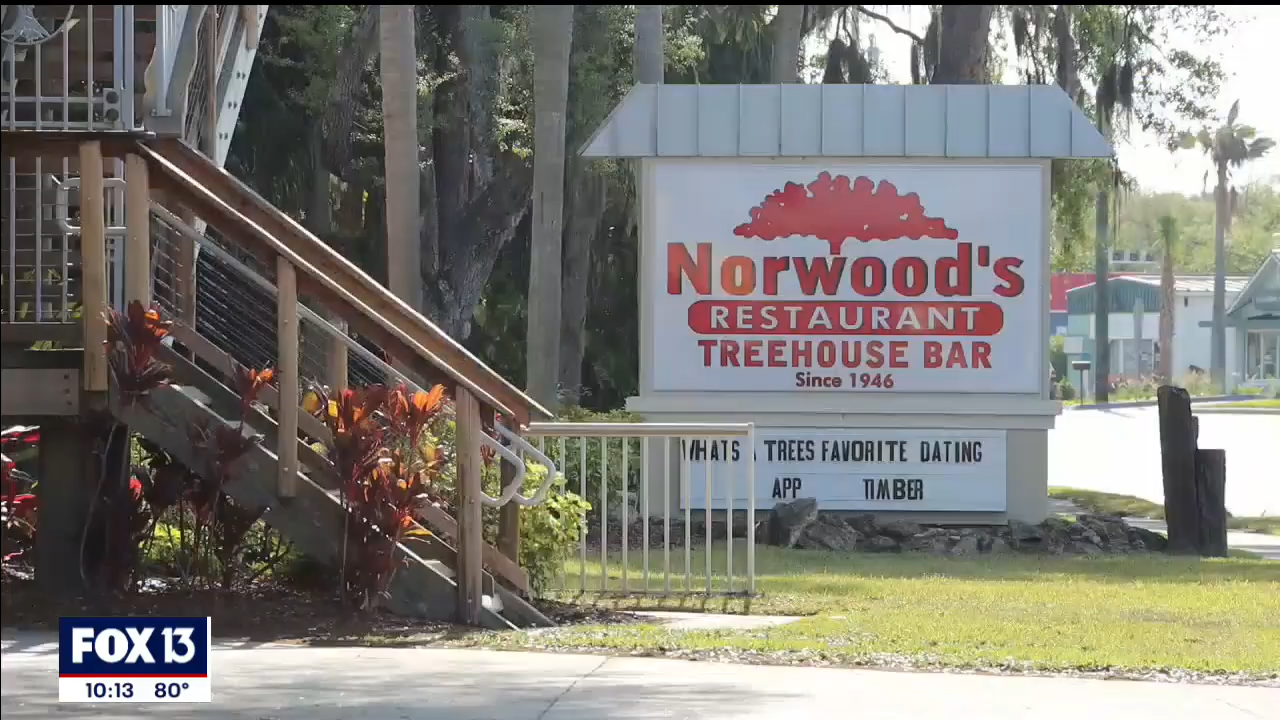 Norwood's
RESTAURANT
TREEHOUSE BAR
Since 1946
WHATS A TREES FAVORITE DATING
APP TIMBER
FOX 13
10:13 80°